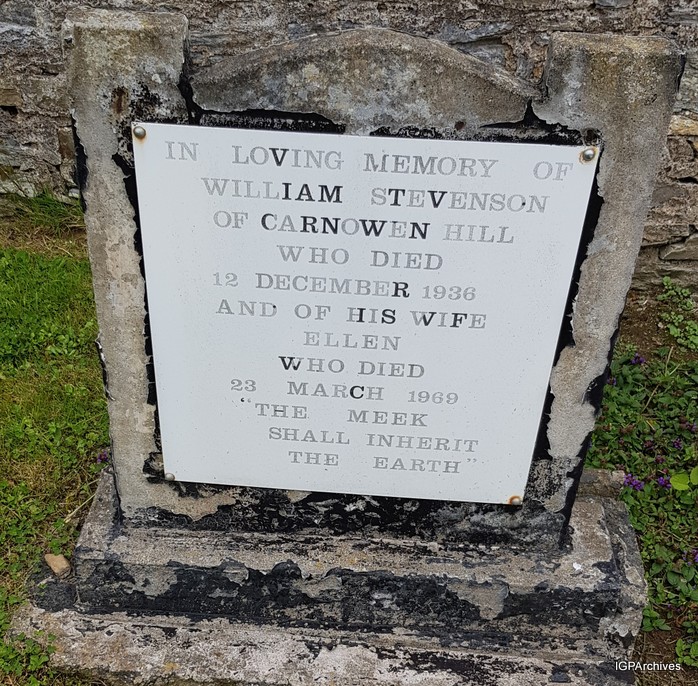 IN LOVING MEMORY OF
WILLIAM STEVENSON
OF CARNOWEN HILL
WHO DIED
12 DECEMBER 1936
AND OF HIS WIFE
ELLEN
WHO DIED
23 MARCH 1969
"THE MEEK
SHALL INHERIT
THE EARTH"
IGPArchives